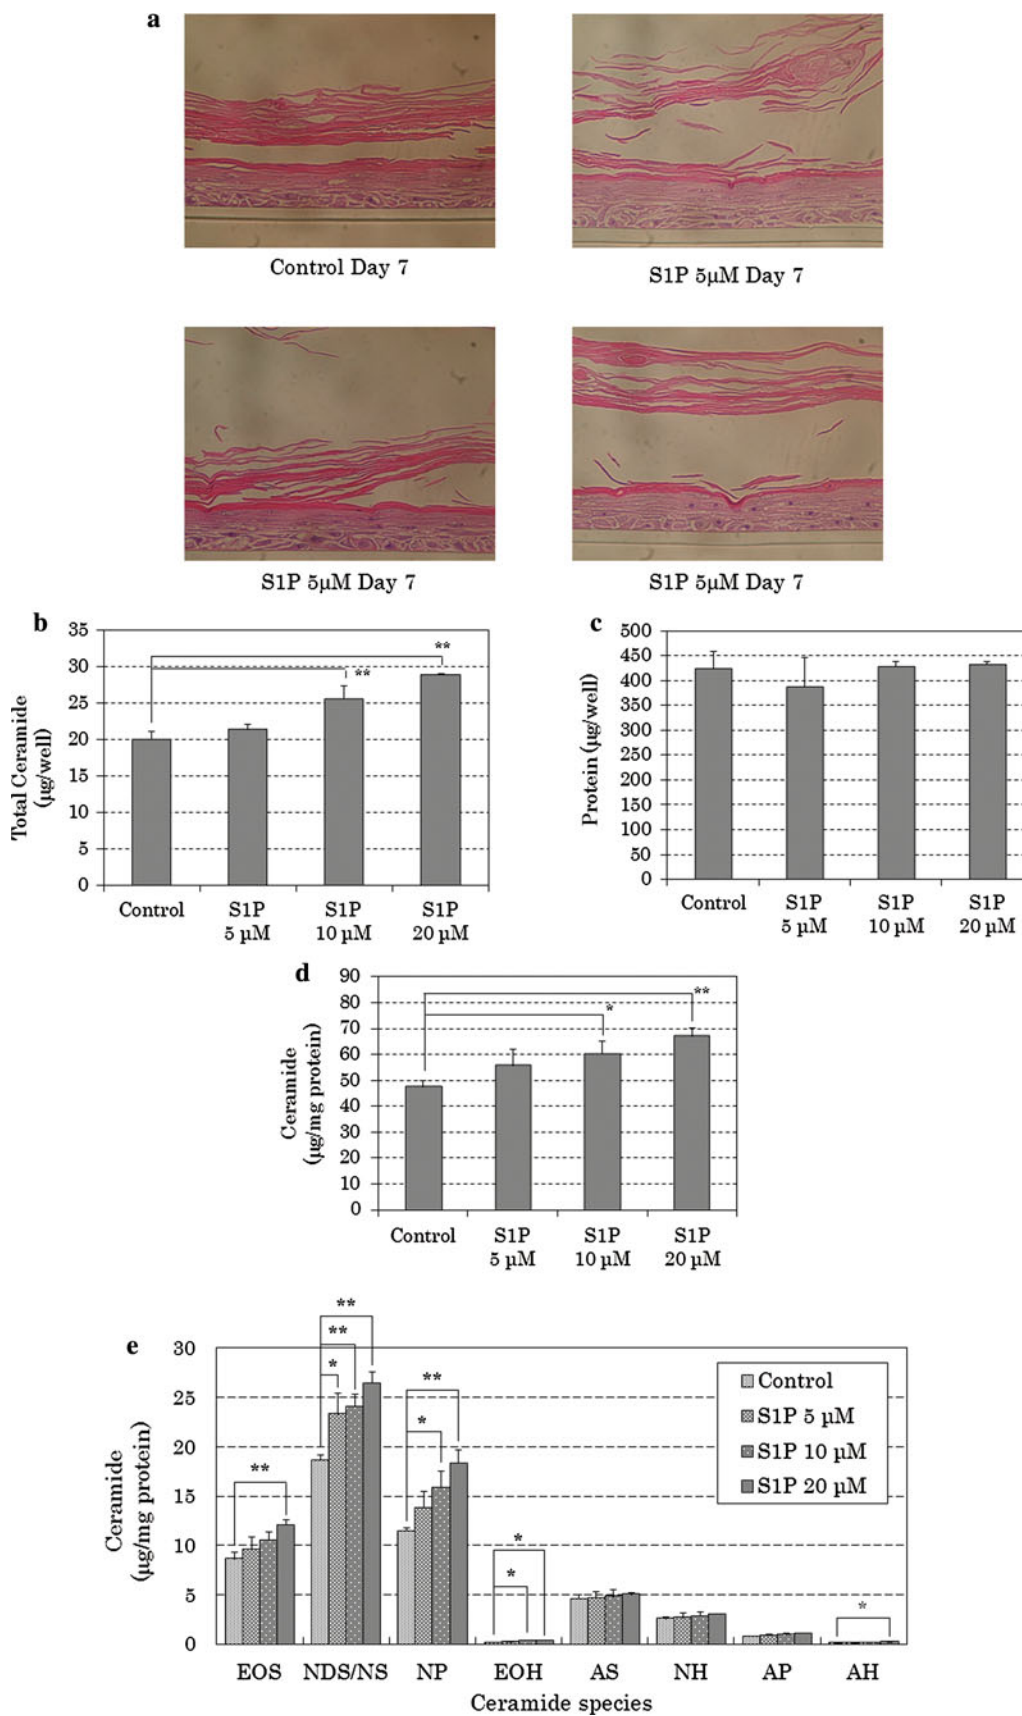 a
Control Day 7
S1P 5µM Day 7
S1P 5µM Day 7
S1P 5µM Day 7
b
Total Ceramide
(µg/well)
35
30
25
20
15
10
5
0
**
**
Control
S1P
5 µM
S1P
10 µM
S1P
20 µM
c
Protein (µg/well)
500
450
400
350
300
250
200
150
100
50
0
Control
S1P
5 µM
S1P
10 µM
S1P
20 µM
d
Ceramide
(µg/mg protein)
90
80
70
60
50
40
30
20
10
0
**
*
Control
S1P
5 µM
S1P
10 µM
S1P
20 µM
e
Ceramide
(µg/mg protein)
30
25
20
15
10
5
0
**
**
**
*
**
*
*
*
*
Control
S1P 5 µM
S1P 10 µM
S1P 20 µM
EOS NDS/NS NP EOH AS NH AP AH
Ceramide species